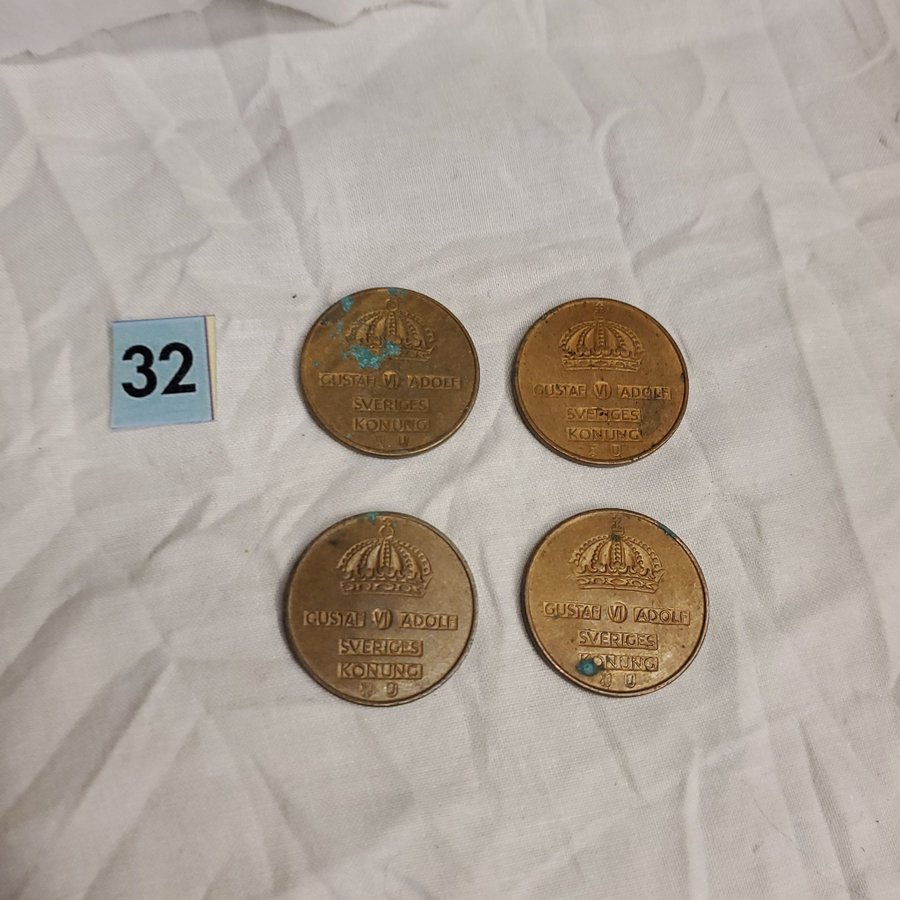 32
GUSTAF VI ADOLF
SVERIGES
KONUNG
U
GUSTAF VI ADOLF
SVERIGES
KONUNG
U
GUSTAF VI ADOLF
SVERIGES
KONUNG
U
GUSTAF VI ADOLF
SVERIGES
KONUNG
U